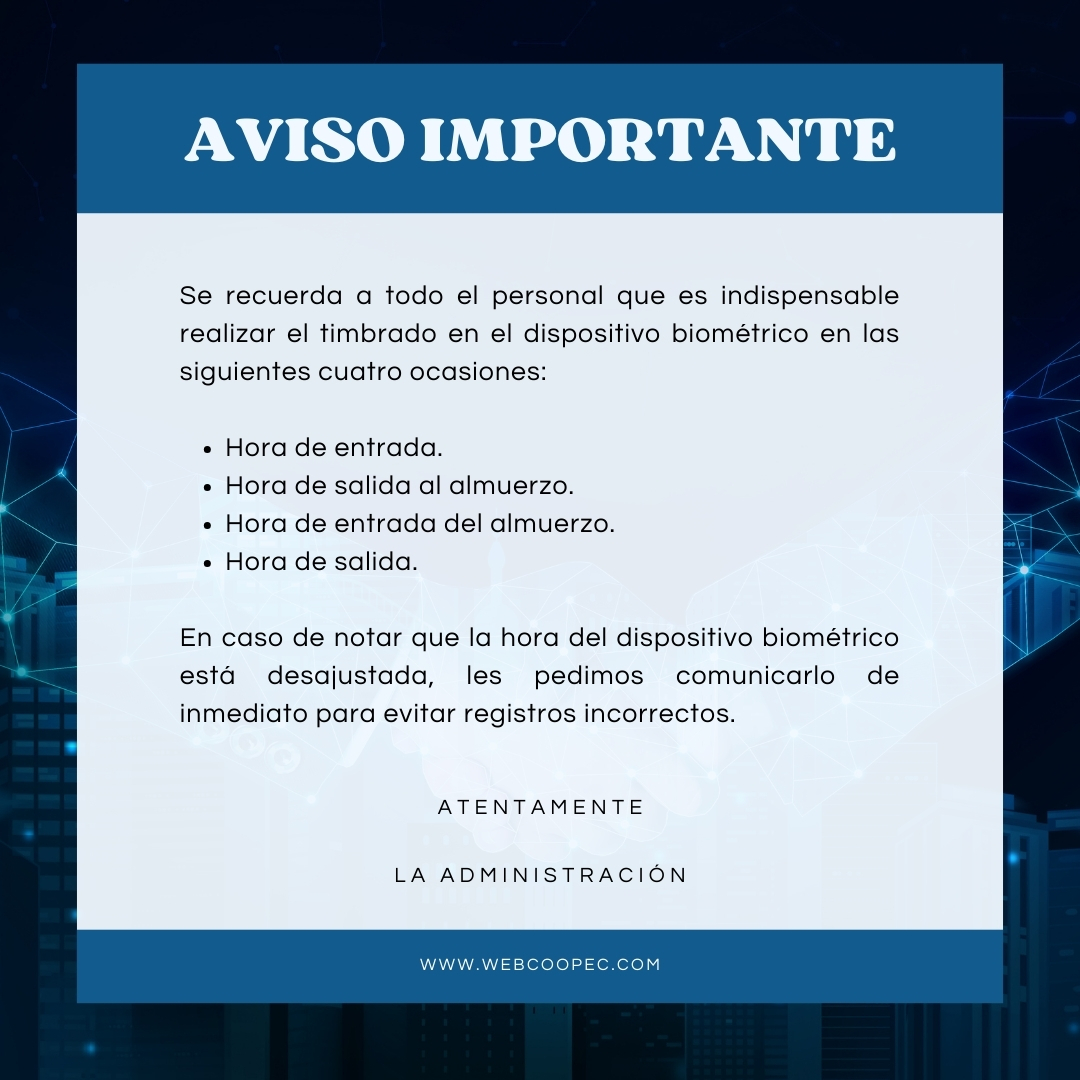 AVISO IMPORTANTE
Se recuerda a todo el personal que es indispensable
realizar el timbrado en el dispositivo biométrico en las
siguientes cuatro ocasiones:
• Hora de entrada.
• Hora de salida al almuerzo.
• Hora de entrada del almuerzo.
• Hora de salida.
En caso de notar que la hora del dispositivo biométrico
está desajustada, les pedimos comunicarlo de
inmediato para evitar registros incorrectos.
ATENTAMENTE
LA ADMINISTRACIÓN
WWW.WEBCOOPEC.COM